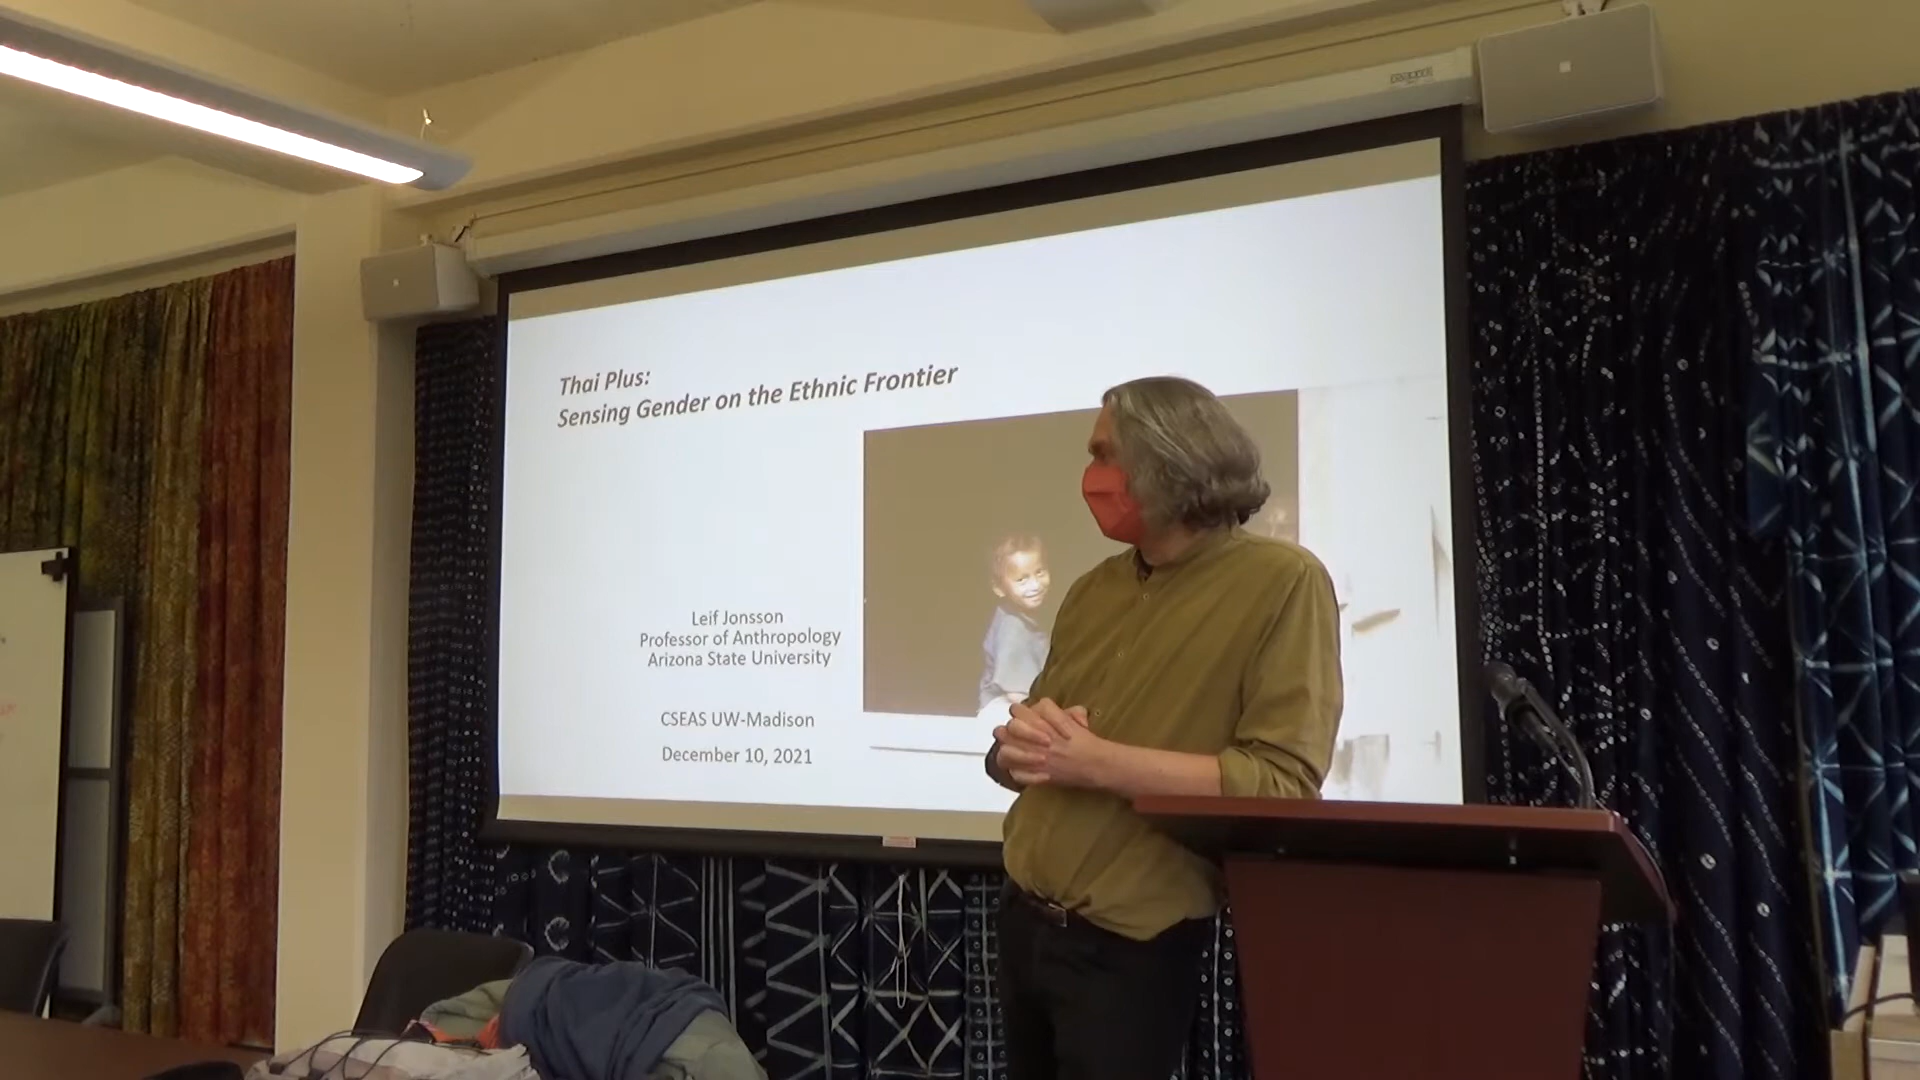 Thai Plus:
Sensing Gender on the Ethnic Frontier
Leif Jonsson
Professor of Anthropology
Arizona State University
CSEAS UW-Madison
December 10, 2021